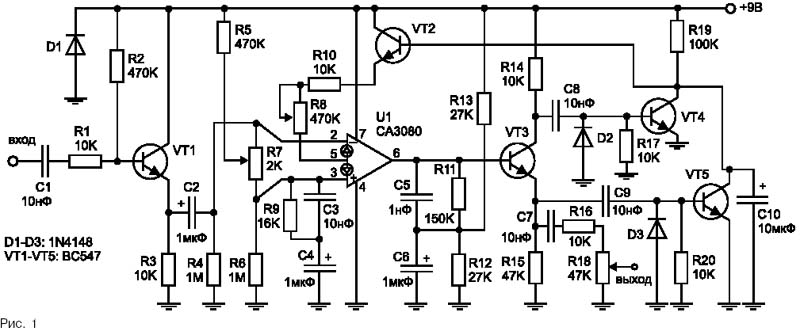 +9В
D1
R2
470K
R5
470K
R10
10K
VT2
R14
10K
R19
100K
C8
10нФ
R8
470K
U1
CA3080
R13
27K
вход
R1
10K
VT1
R7
2K
2
7
5
6
3
4
VT3
D2
R17
10K
VT4
C1
10нФ
C2
1мкФ
+
R9
16K
C3
10нФ
C5
1нФ
R11
150K
C9
10нФ
VT5
C7
10нФ
R16
10K
D3
C10
10мкФ
+
D1-D3: 1N4148
VT1-VT5: BC547
R3
10K
R4
1M
R6
1M
C4
1мкФ
+
C6
1мкФ
+
R12
27K
R15
47K
R18
47K
выход
R20
10K
Рис. 1